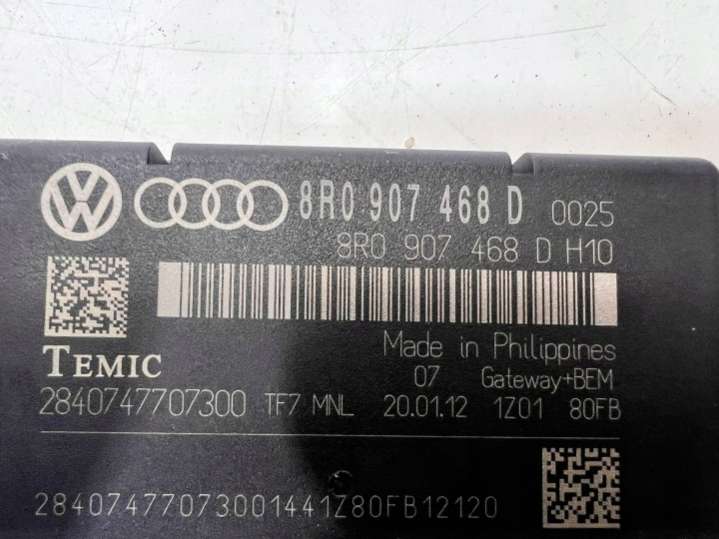 8R0 907 468 D 0025
8R0 907 468 D H10
TEMIC
Made in Philippines
07 Gateway+BEM
2840747707300 TF7 MNL 20.01.12 1Z01 80FB
28407477073001441Z80FB12120